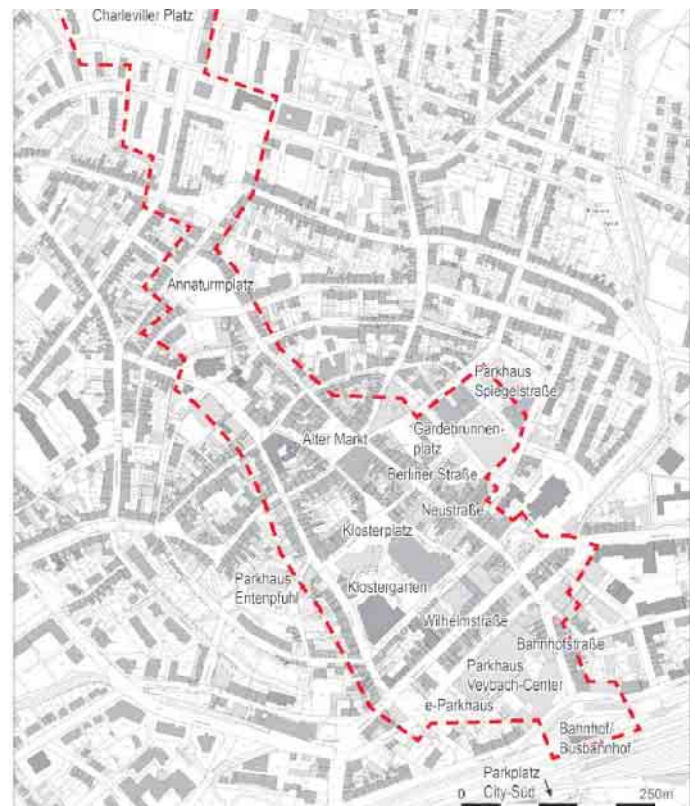 Charleviller Platz
Annaturmplatz
Parkhaus
Spiegelstraße
Gardebrunnen-
platz
Alter Markt
Berliner Straße
Neustraße
Klosterplatz
Parkhaus
Entenpfuhl
Klostergarten
Wilhelmstraße
Bahnhofstraße
Parkhaus
Veybach-Center
e-Parkhaus
Bahnhof/
Busbahnhof
Parkplatz
City-Süd
0 250m